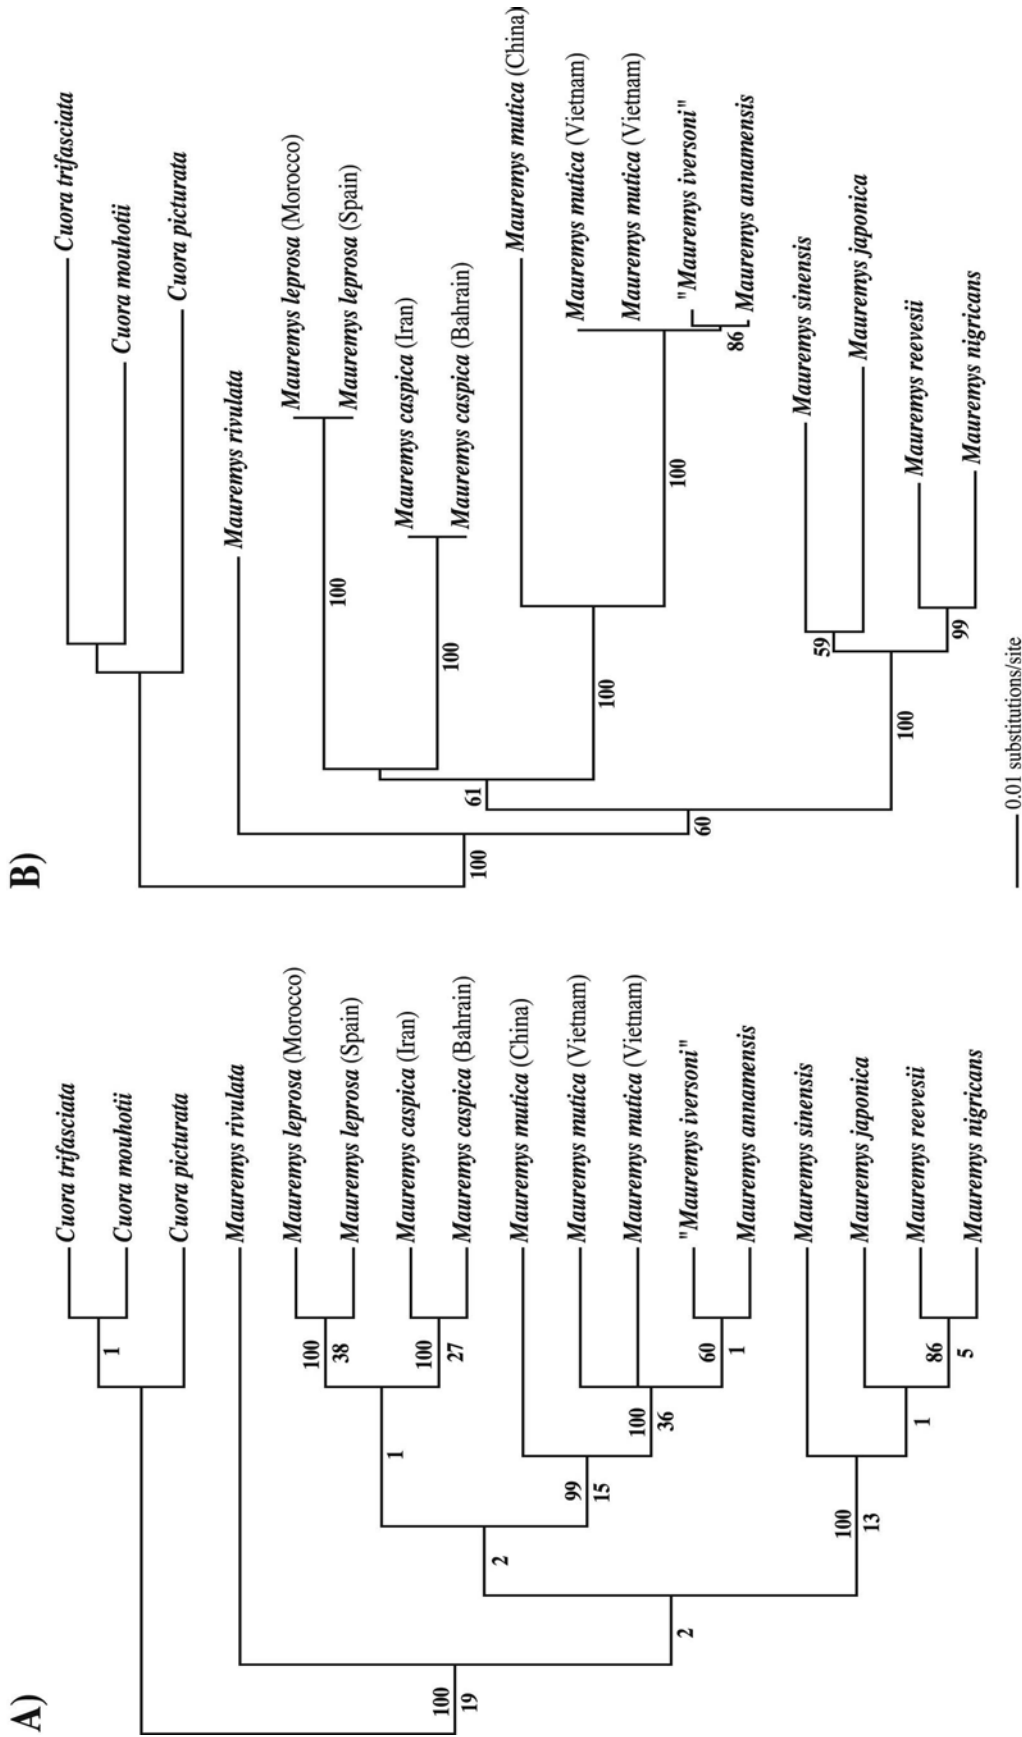 A)
Cuora trifasciata
Cuora mouhotii
Cuora picturata
Mauremys rivulata
Mauremys leprosa (Morocco)
Mauremys leprosa (Spain)
Mauremys caspica (Iran)
Mauremys caspica (Bahrain)
Mauremys mutica (China)
Mauremys mutica (Vietnam)
Mauremys mutica (Vietnam)
"Mauremys iversoni"
Mauremys annamensis
Mauremys sinensis
Mauremys japonica
Mauremys reevesii
Mauremys nigricans
1
100
38
100
27
1
100
36
60
1
99
15
2
86
5
1
100
13
2
100
19
B)
Cuora trifasciata
Cuora mouhotii
Cuora picturata
Mauremys rivulata
Mauremys leprosa (Morocco)
Mauremys leprosa (Spain)
Mauremys caspica (Iran)
Mauremys caspica (Bahrain)
Mauremys mutica (China)
Mauremys mutica (Vietnam)
Mauremys mutica (Vietnam)
"Mauremys iversoni"
Mauremys annamensis
Mauremys sinensis
Mauremys japonica
Mauremys reevesii
Mauremys nigricans
100
100
100
86
100
61
59
99
100
60
100
0.01 substitutions/site